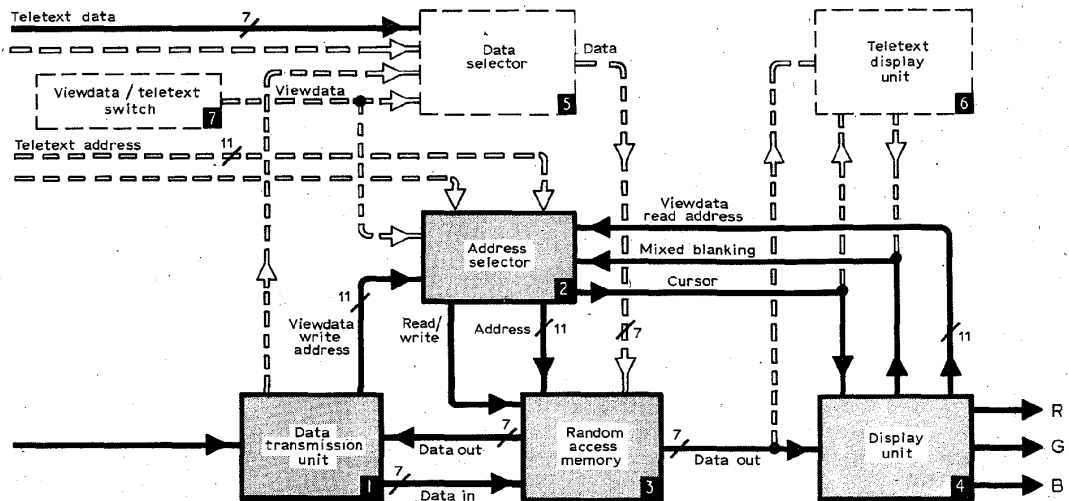 Teletext data
7
Data
selector
5
Data
Teletext
display
unit
6
Viewdata / teletext
switch
7
Viewdata
Teletext address
11
Viewdata
read address
Address
selector
2
Mixed blanking
Cursor
11
Viewdata
write
address
Read/
write
Address
11
7
11
Data
transmission
unit
1
7
Data out
7
Data in
Random
access
memory
3
7
Data out
Display
unit
4
R
G
B